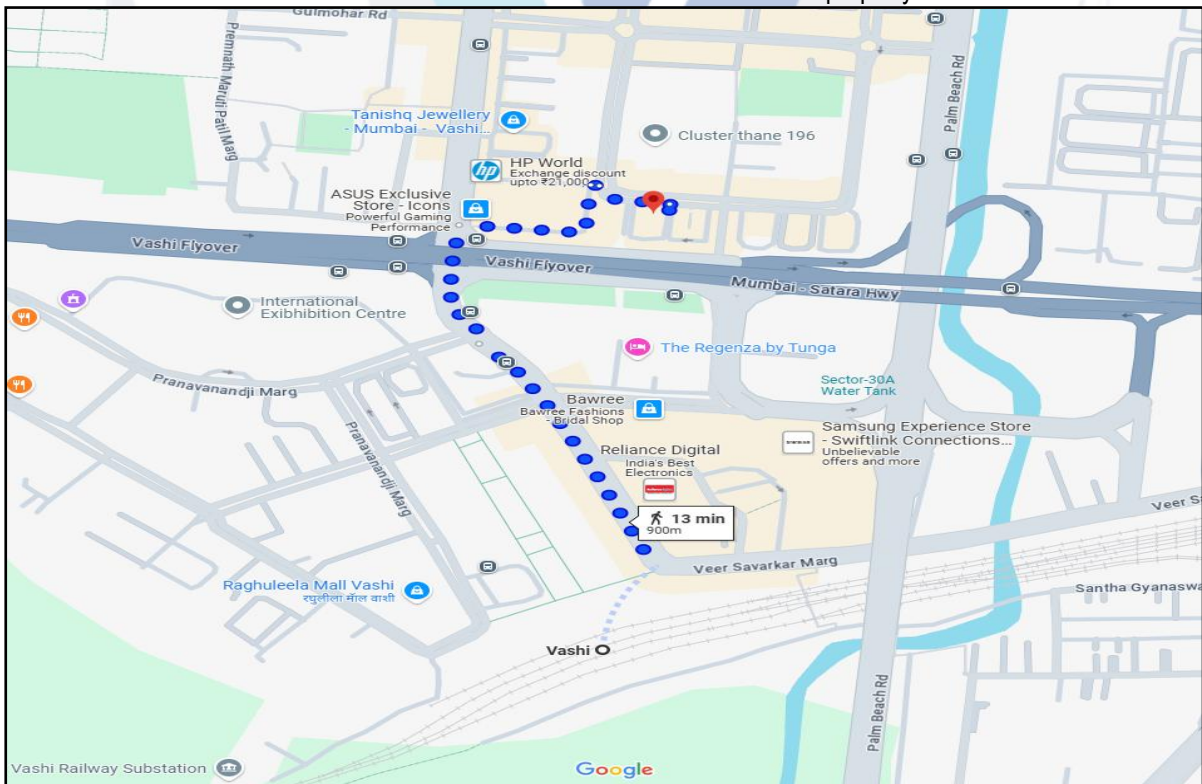 Gulmohar Rd
Premnath Maruti Patil Marg
Palm Beach Rd
Tanishq Jewellery
- Mumbai - Vashi...
Cluster thane 196
hp
HP World
Exchange discount
upto ₹21,000
ASUS Exclusive
Store - Icons
Powerful Gaming
Performance
Vashi Flyover
Vashi Flyover
Mumbai - Satara Hwy
International
Exibhibition Centre
The Regenza by Tunga
Pranavanandji Marg
Sector-30A
Water Tank
Bawree
Bawree Fashions
- Bridal Shop
Samsung Experience Store
- Swiftlink Connections...
Unbelievable
offers and more
Pranavanandji Marg
Reliance Digital
India's Best
Electronics
13 min
900m
Veer S
Veer Savarkar Marg
Raghuleela Mall Vashi
रघुलीला मॅाल वाशी
Santha Gyanaswa
Vashi
Palm Beach Rd
Vashi Railway Substation
Google